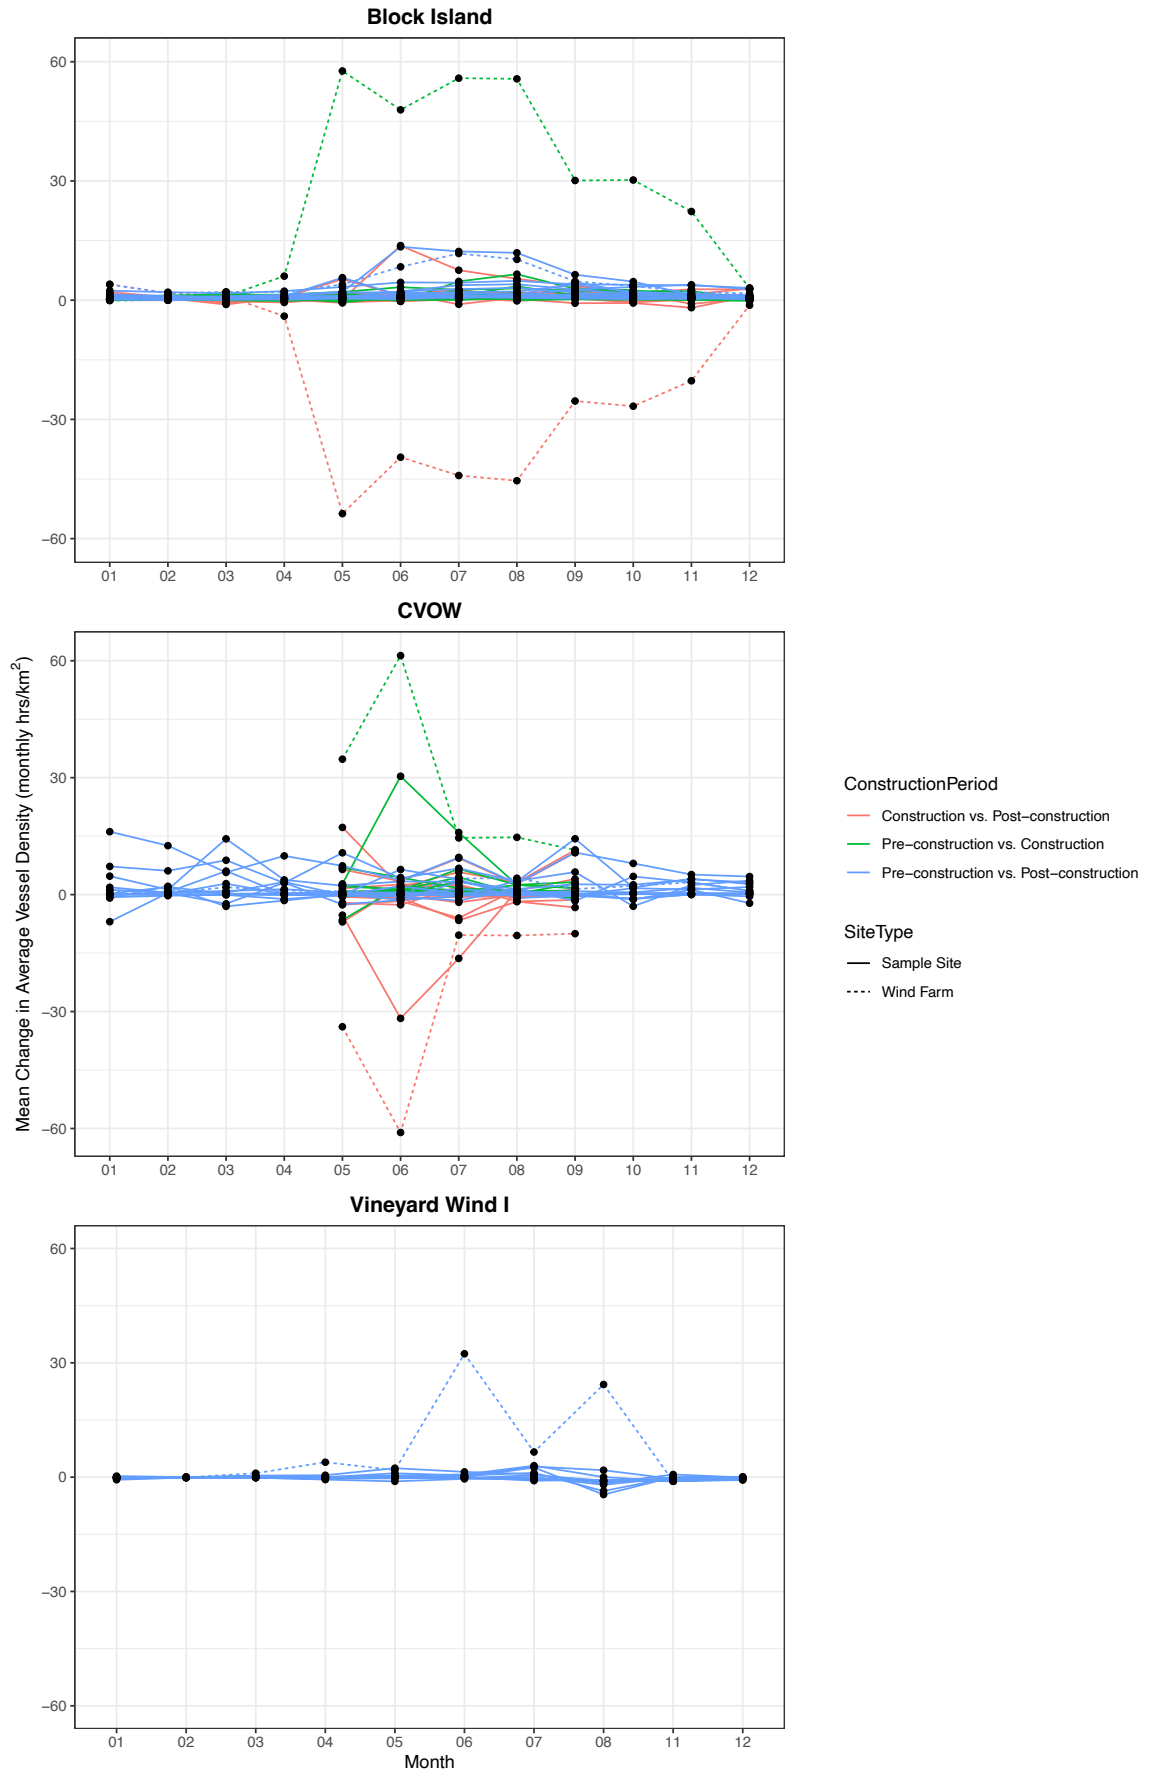 Block Island
60
30
0
−30
−60
01 02 03 04 05 06 07 08 09 10 11 12
CVOW
Mean Change in Average Vessel Density (monthly hrs/km²)
60
30
0
−30
−60
01 02 03 04 05 06 07 08 09 10 11 12
ConstructionPeriod
Construction vs. Post−construction
Pre−construction vs. Construction
Pre−construction vs. Post−construction
SiteType
Sample Site
Wind Farm
Vineyard Wind I
60
30
0
−30
−60
01 02 03 04 05 06 07 08 11 12
Month